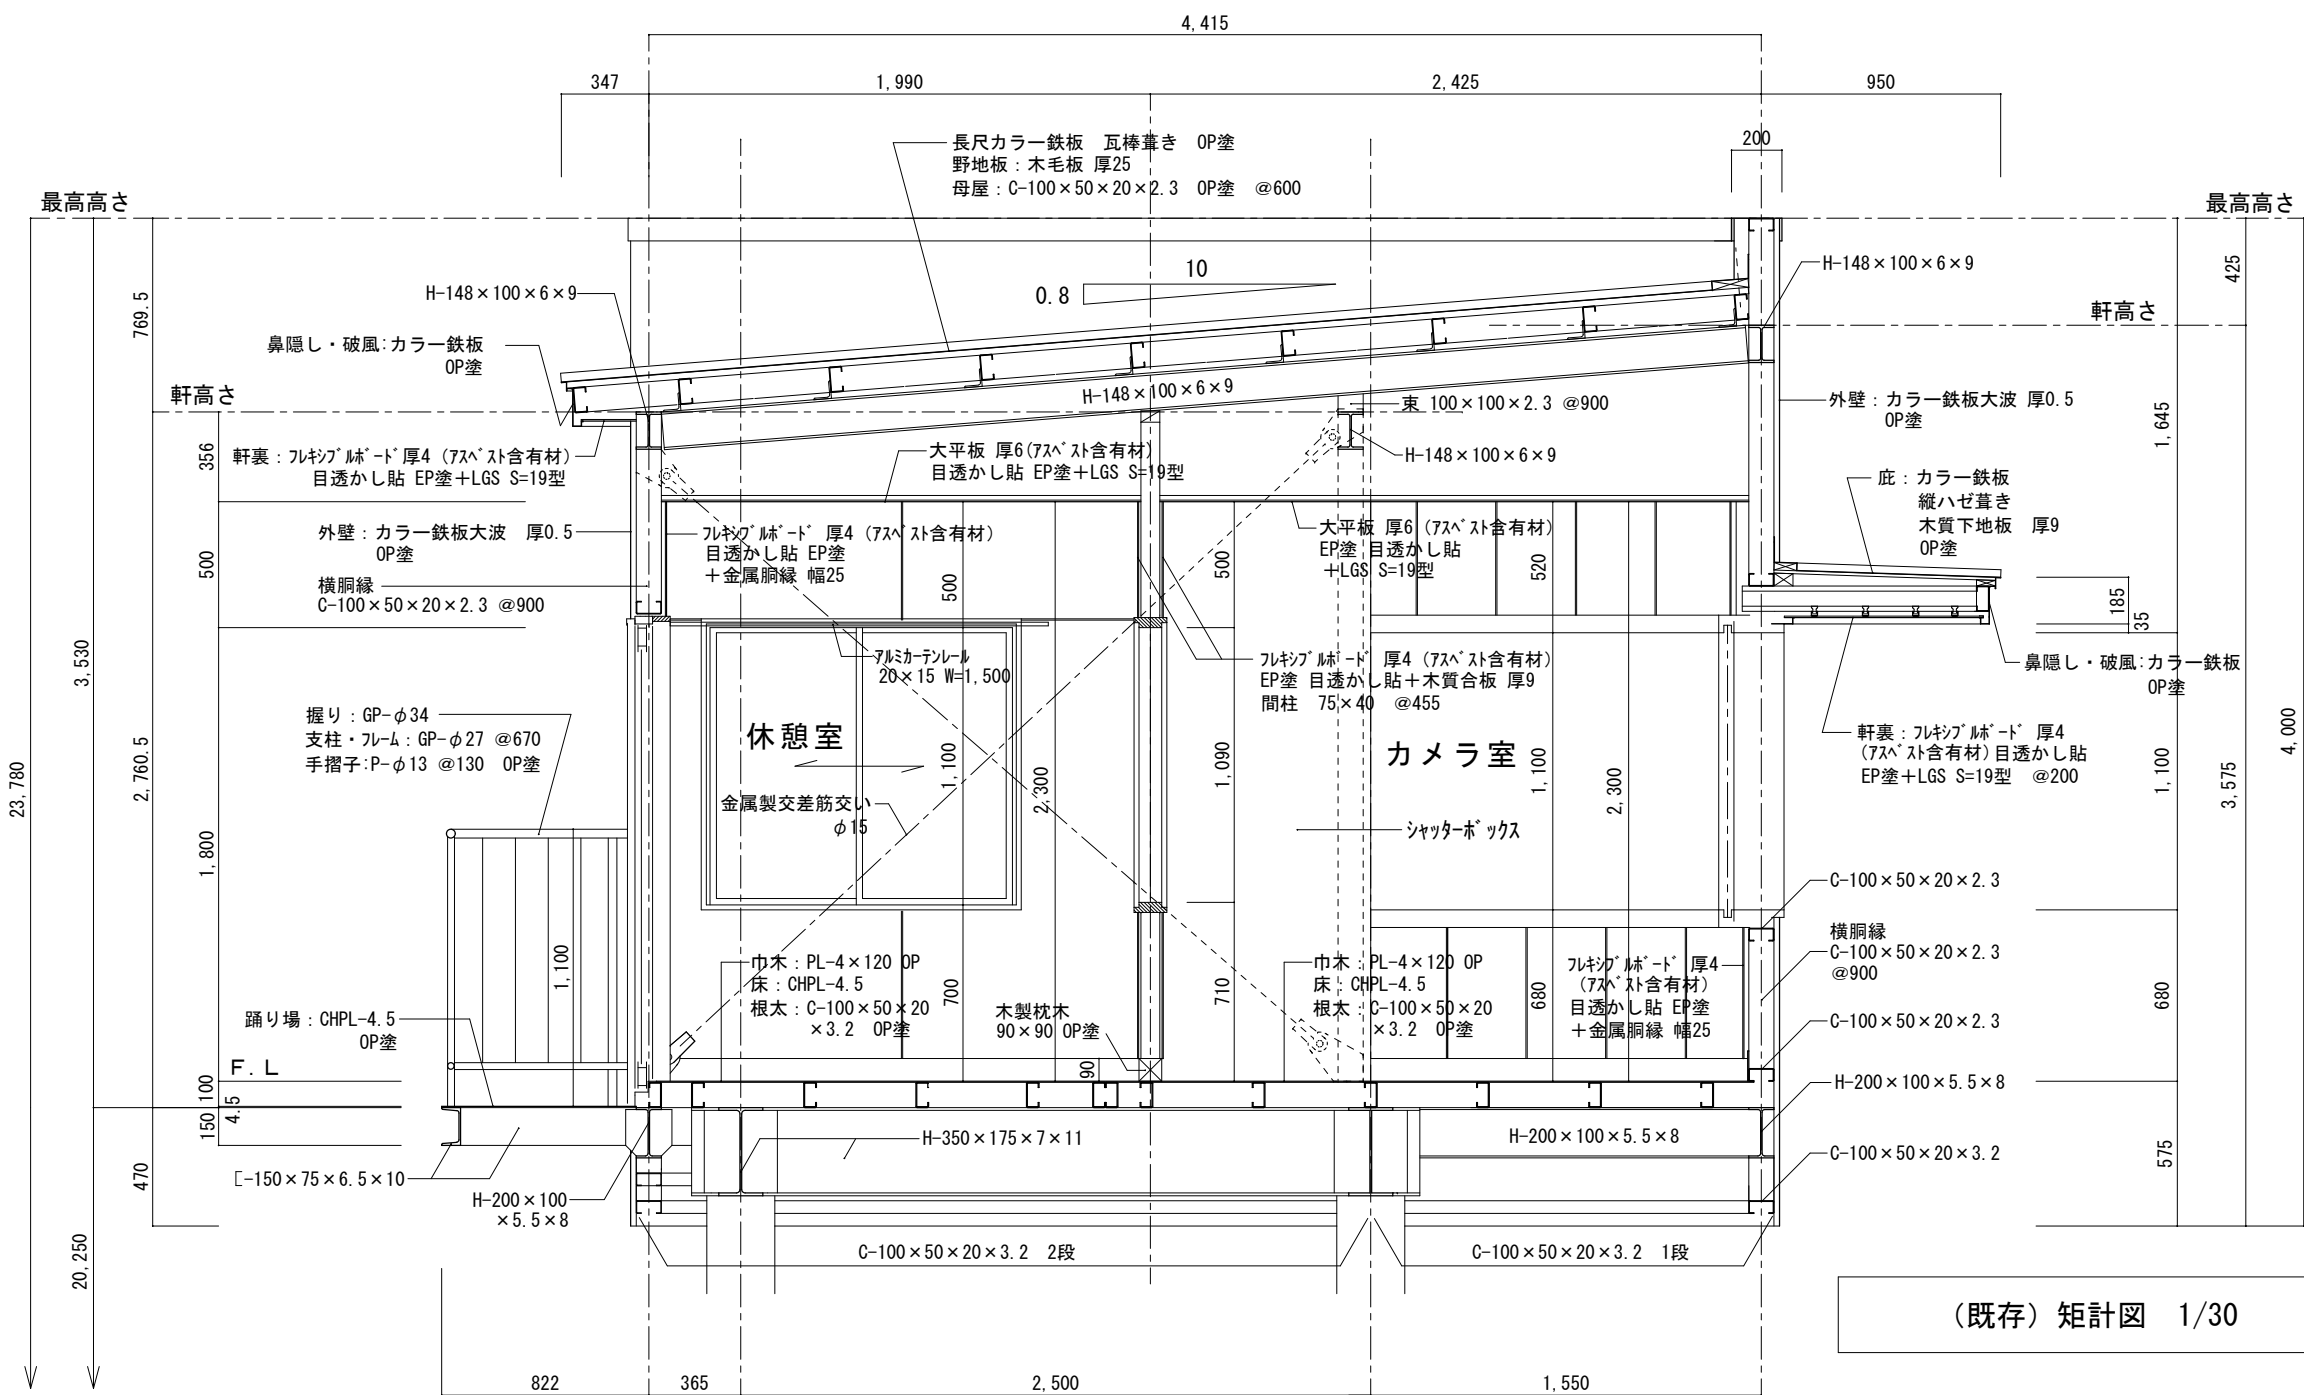 4,415
347
1,990
2,425
950
200
長尺カラー鉄板　瓦棒葺き　OP塗
野地板：木毛板 厚25
母屋：C-100×50×20×2.3　OP塗　@600
最高高さ
最高高さ
10
0.8
H-148×100×6×9
H-148×100×6×9
425
769.5
軒高さ
鼻隠し・破風:カラー鉄板
OP塗
軒高さ
H-148×100×6×9
束 100×100×2.3 @900
外壁：カラー鉄板大波 厚0.5
OP塗
1,645
356
軒裏：フレキシブルボード厚4（アスベスト含有材）
目透かし貼 EP塗＋LGS S=19型
大平板 厚6(アスベスト含有材)
目透かし貼 EP塗＋LGS S=19型
H-148×100×6×9
庇：カラー鉄板
縦ハゼ葺き
木質下地板　厚9
OP塗
外壁：カラー鉄板大波　厚0.5
OP塗
フレキシブルボード 厚4（アスベスト含有材）
目透かし貼 EP塗
＋金属胴縁 幅25
大平板 厚6（アスベスト含有材）
EP塗 目透かし貼
＋LGS S=19型
500
500
500
520
横胴縁
C-100×50×20×2.3 @900
185
35
アルミカーテンレール
20×15 W=1,500
フレキシブルボード 厚4（アスベスト含有材）
EP塗 目透かし貼＋木質合板 厚9
間柱　75×40　@455
鼻隠し・破風:カラー鉄板
OP塗
3,530
握り：GP-φ34
支柱・フレーム：GP-φ27 @670
手摺子:P-φ13 @130　OP塗
休憩室
カメラ室
軒裏：フレキシブルボード 厚4
(アスベスト含有材)目透かし貼
EP塗＋LGS S=19型　@200
23,780
2,760.5
1,100
2,300
1,090
1,100
2,300
1,100
3,575
4,000
金属製交差筋交い
φ15
シャッターボックス
1,800
C-100×50×20×2.3
横胴縁
C-100×50×20×2.3
@900
1,100
巾木：PL-4×120 OP
床：CHPL-4.5
根太：C-100×50×20
×3.2　OP塗
700
木製枕木
90×90 OP塗
710
巾木：PL-4×120 OP
床：CHPL-4.5
根太：C-100×50×20
×3.2　OP塗
680
フレキシブルボード 厚4
（アスベスト含有材）
目透かし貼 EP塗
＋金属胴縁 幅25
680
踊り場：CHPL-4.5
OP塗
C-100×50×20×2.3
F.L
90
100
4.5
150
H-200×100×5.5×8
H-350×175×7×11
H-200×100×5.5×8
C-100×50×20×3.2
575
470
[-150×75×6.5×10
H-200×100
×5.5×8
20,250
C-100×50×20×3.2　2段
C-100×50×20×3.2　1段
（既存）矩計図　1/30
822
365
2,500
1,550